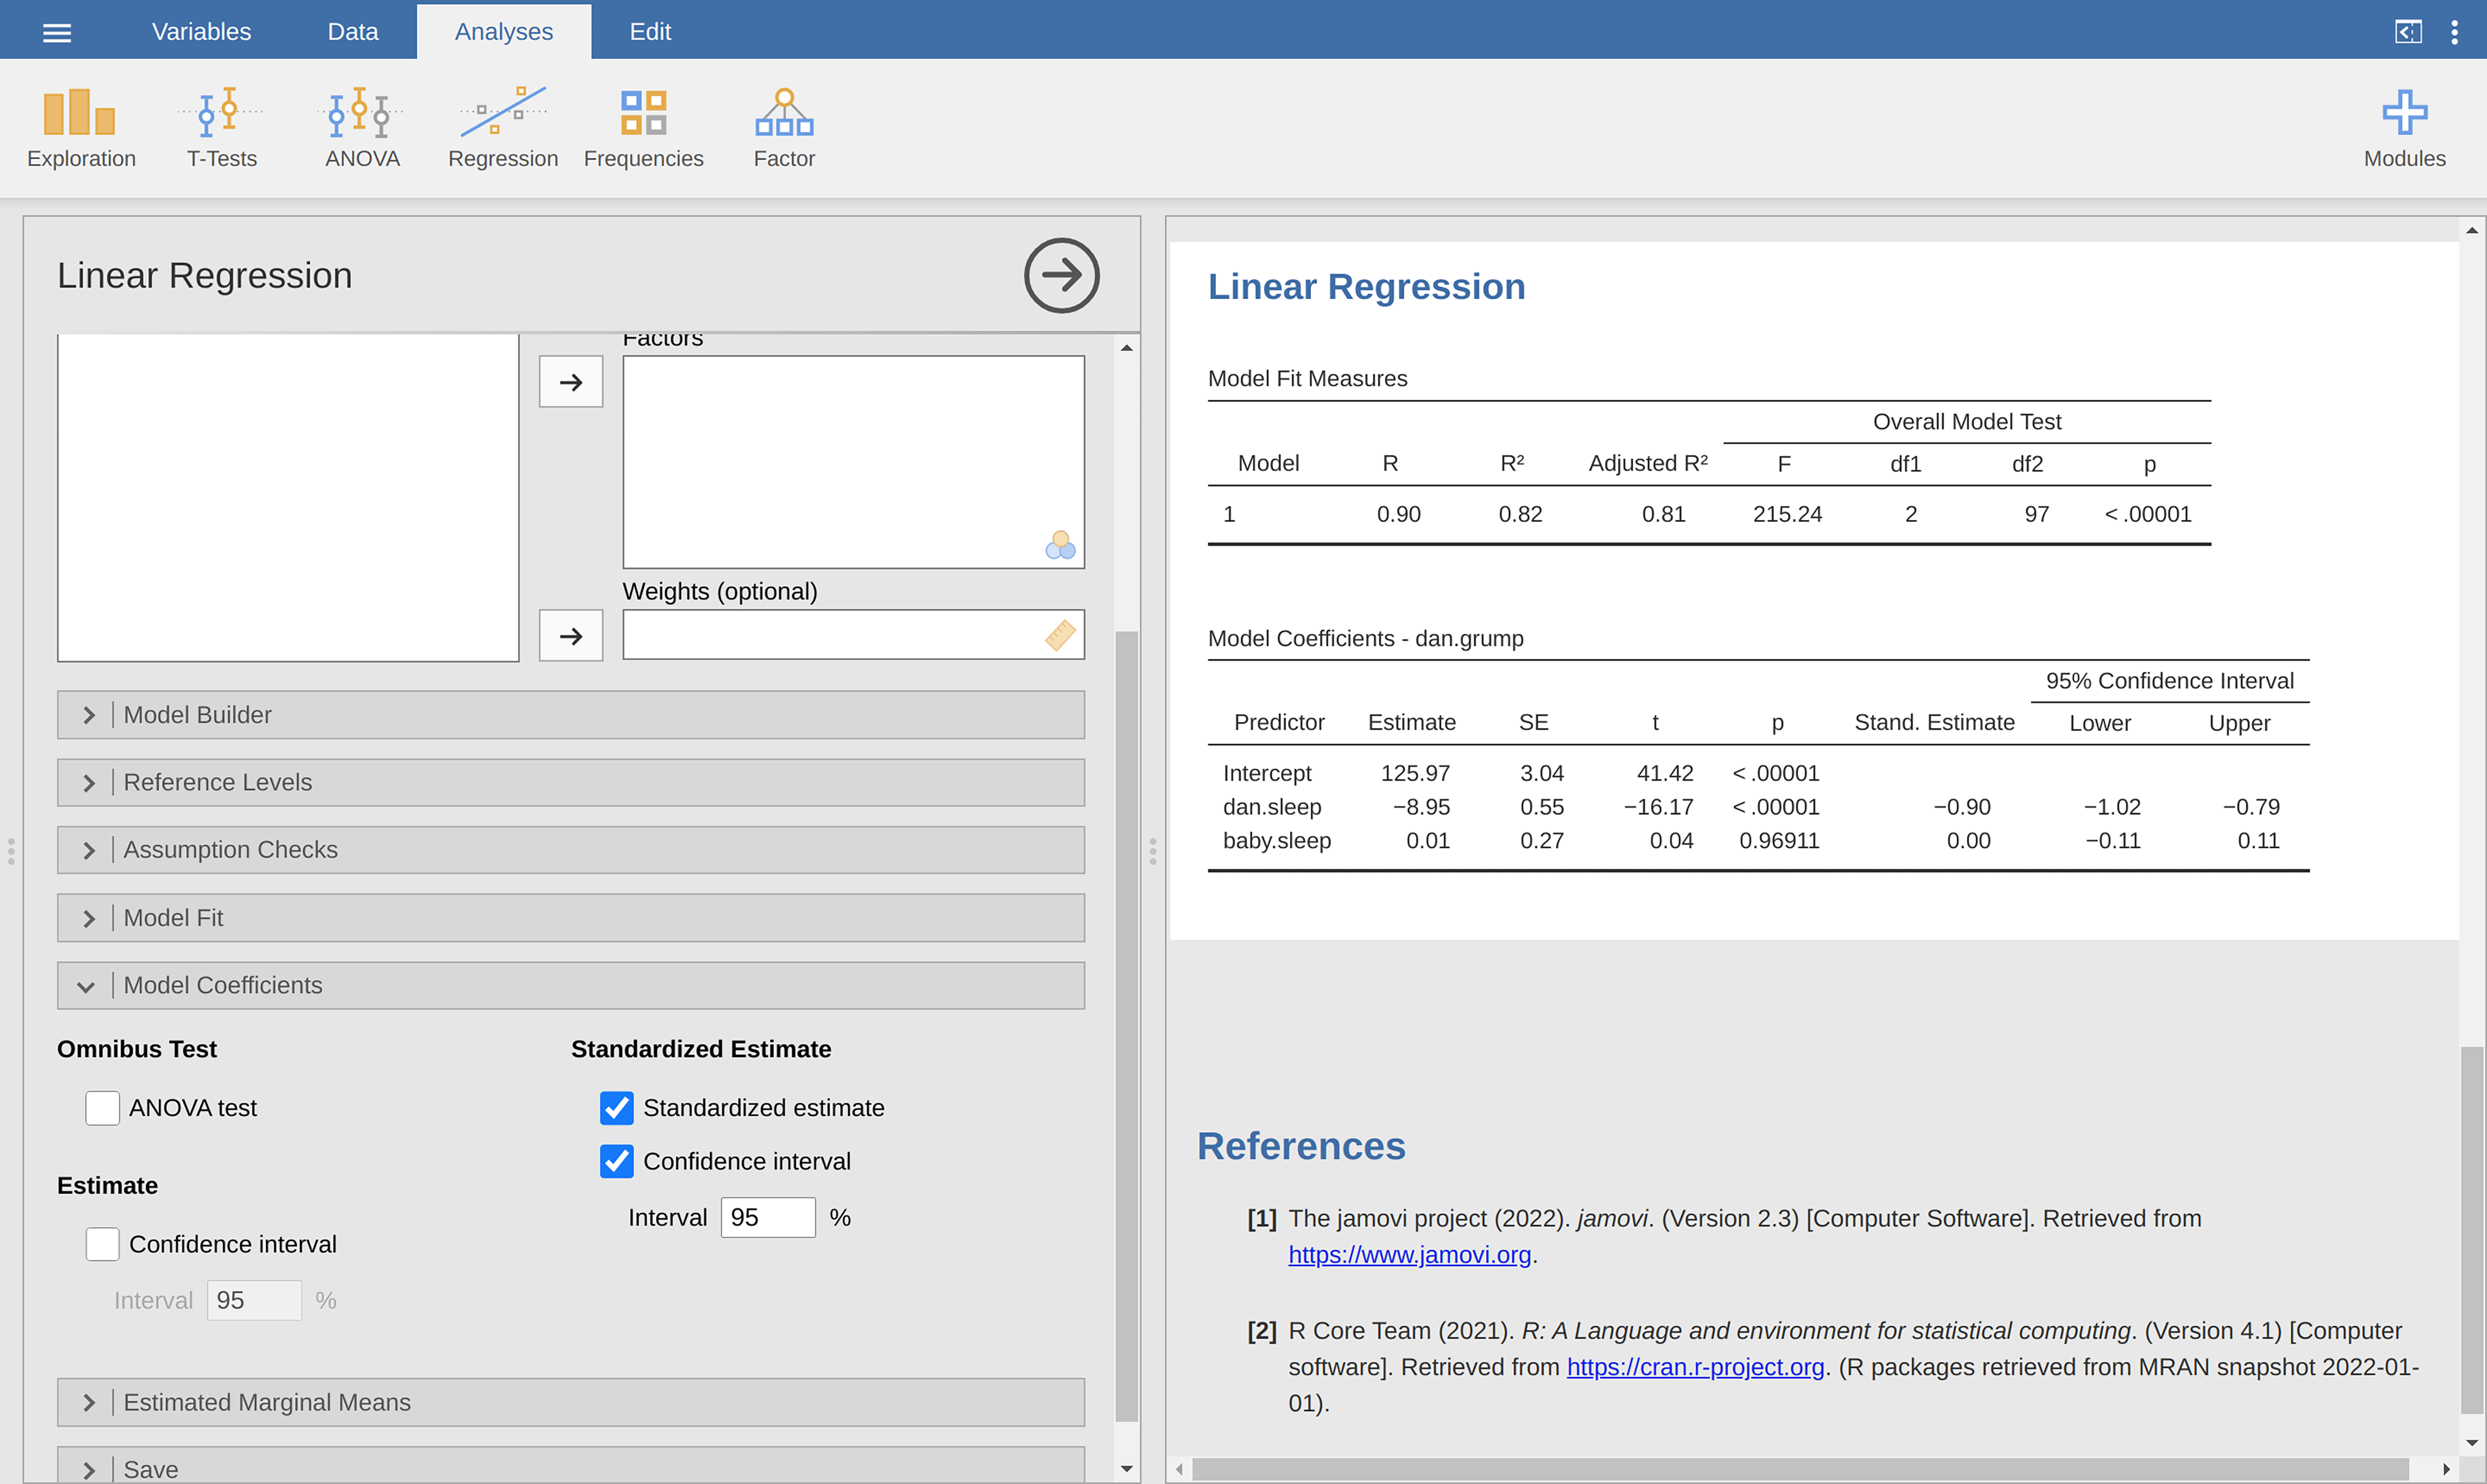 Variables Data Analyses Edit
Exploration T-Tests ANOVA Regression Frequencies Factor Modules
Linear Regression
Factors
Weights (optional)
Model Builder
Reference Levels
Assumption Checks
Model Fit
Model Coefficients
Omnibus Test Standardized Estimate
ANOVA test Standardized estimate
Confidence interval
Estimate
Interval 95 %
Confidence interval
Interval 95 %
Estimated Marginal Means
Save
Linear Regression
Model Fit Measures
Overall Model Test
Model R R² Adjusted R² F df1 df2 p
1 0.90 0.82 0.81 215.24 2 97 < .00001
Model Coefficients - dan.grump
95% Confidence Interval
Predictor Estimate SE t p Stand. Estimate Lower Upper
Intercept 125.97 3.04 41.42 < .00001
dan.sleep −8.95 0.55 −16.17 < .00001 −0.90 −1.02 −0.79
baby.sleep 0.01 0.27 0.04 0.96911 0.00 −0.11 0.11
References
[1] The jamovi project (2022). jamovi. (Version 2.3) [Computer Software]. Retrieved from
https://www.jamovi.org.
[2] R Core Team (2021). R: A Language and environment for statistical computing. (Version 4.1) [Computer
software]. Retrieved from https://cran.r-project.org. (R packages retrieved from MRAN snapshot 2022-01-
01).